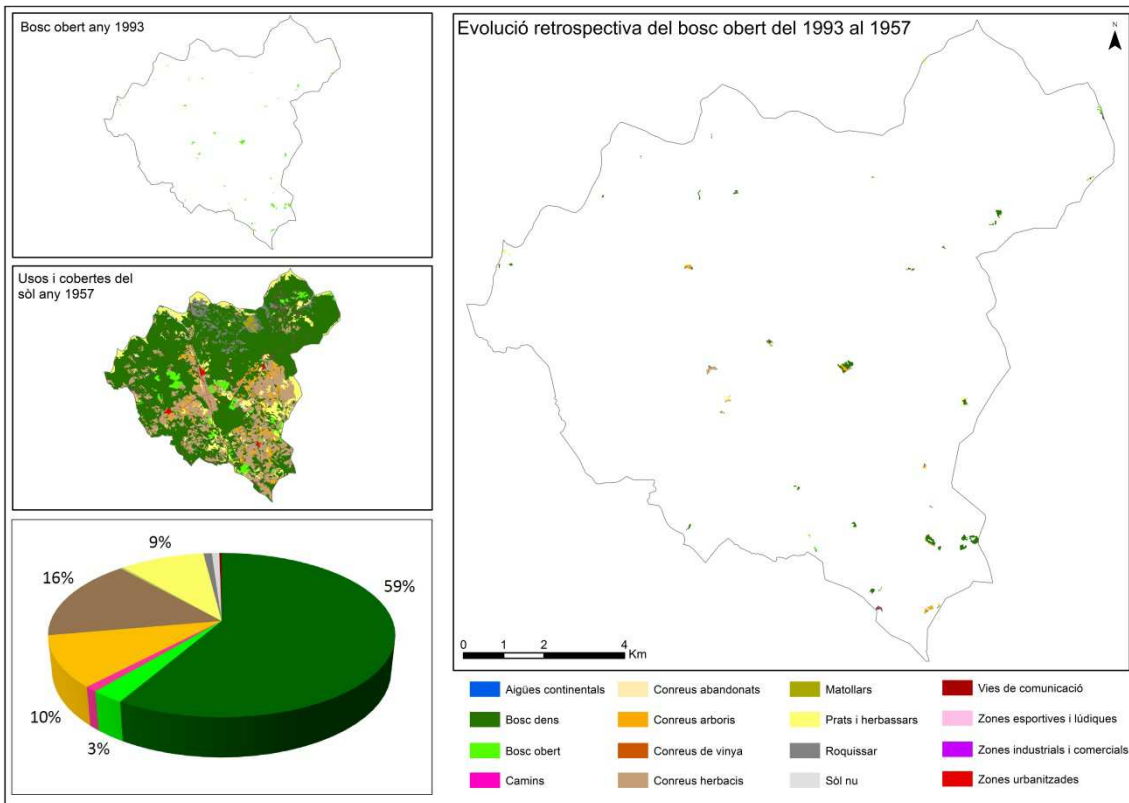 Bosc obert any 1993
Evolució retrospectiva del bosc obert del 1993 al 1957
N
Usos i cobertes del
sòl any 1957
9%
16%
59%
10%
3%
0 1 2 4
Km
Aigües continentals
Bosc dens
Bosc obert
Camins
Conreus abandonats
Conreus arboris
Conreus de vinya
Conreus herbacis
Matollars
Prats i herbassars
Roquissar
Sòl nu
Vies de comunicació
Zones esportives i lúdiques
Zones industrials i comercials
Zones urbanitzades